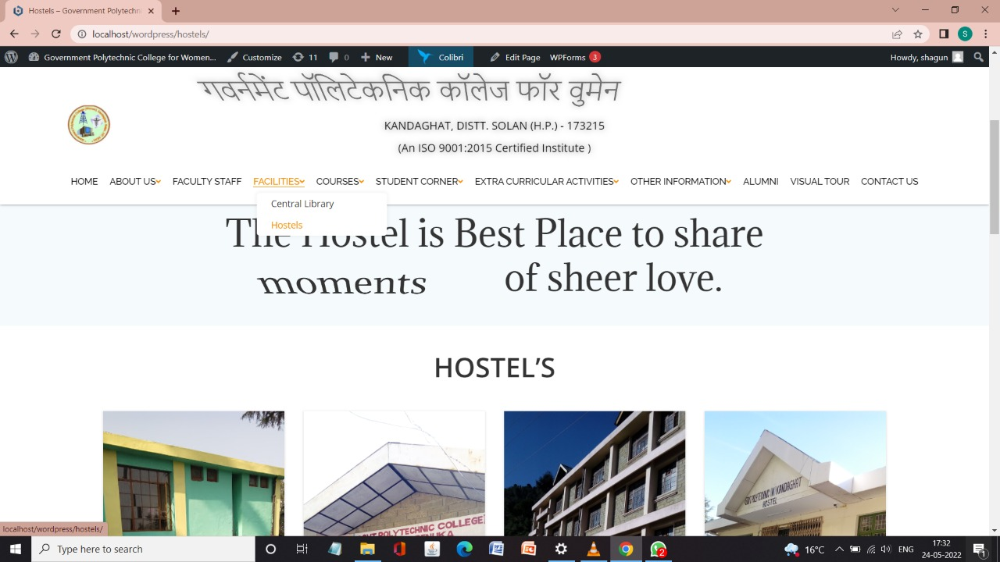 Hostels – Government Polytechnic
localhost/wordpress/hostels/
S
Government Polytechnic College for Women... Customize 11 0 New Colibri Edit Page WPForms 3 Howdy, shagun
गवर्नमेंट पॉलिटेकनिक कॉलेज फॉर वुमेन
KANDAGHAT, DISTT. SOLAN (H.P.) - 173215
(An ISO 9001:2015 Certified Institute )
HOME ABOUT US FACULTY STAFF FACILITIES COURSES STUDENT CORNER EXTRA CURRICULAR ACTIVITIES OTHER INFORMATION ALUMNI VISUAL TOUR CONTACT US
Central Library
Hostels
The Hostel is Best Place to share
moments of sheer love.
HOSTEL’S
GOVT POLYTECHNIC (W) KANDAGHAT
HOSTEL
POLYTECHNIC COLLEGE
localhost/wordpress/hostels/
Type here to search
2
16°C ENG
17:32
24-05-2022
1